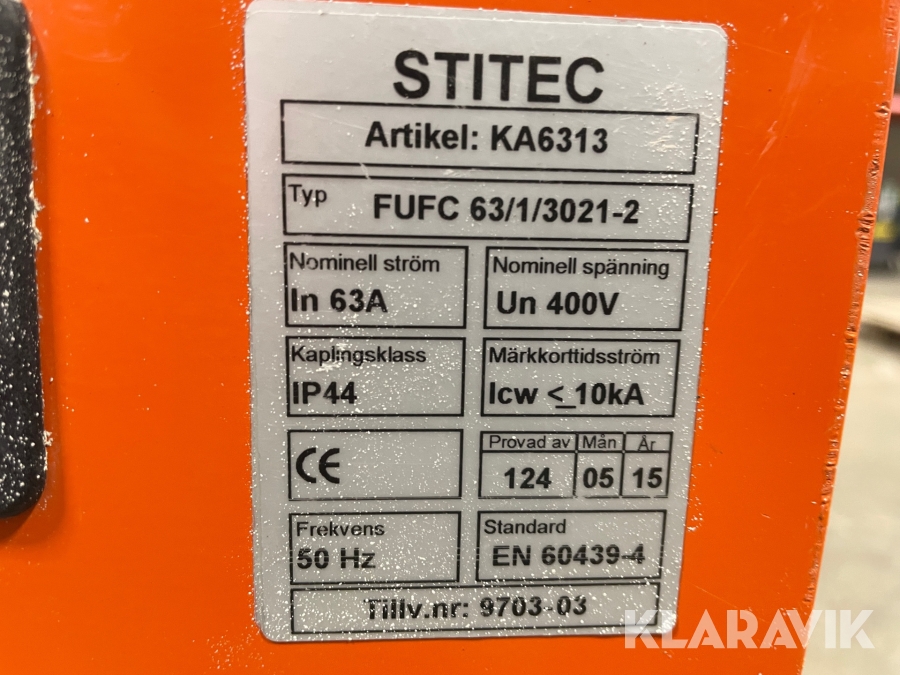 STITEC
Artikel: KA6313
Typ FUFC 63/1/3021-2
Nominell ström
In 63A
Nominell spänning
Un 400V
Kaplingsklass
IP44
Märkkorttidsström
Icw <_10kA
CE
Provad av Mån År
124 05 15
Frekvens
50 Hz
Standard
EN 60439-4
Tillv.nr: 9703-03
KLARAVIK